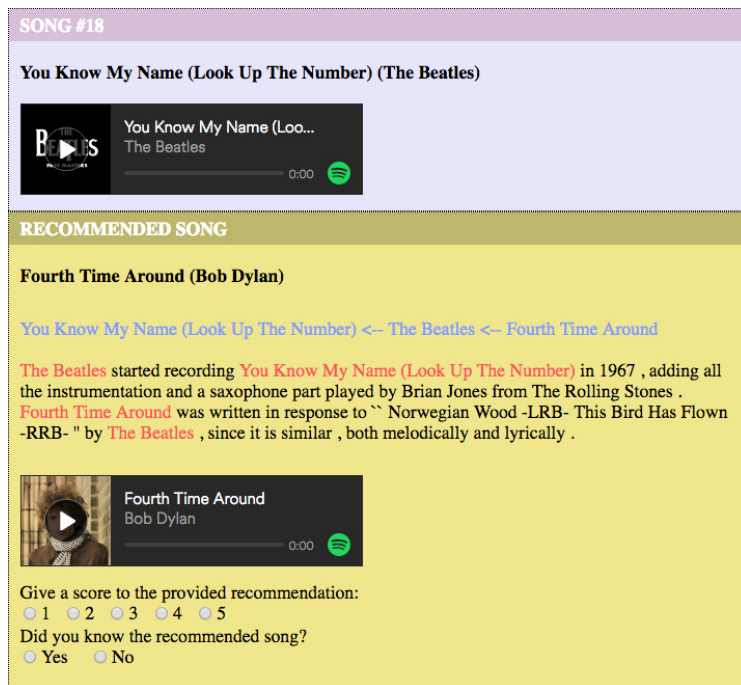 SONG #18
You Know My Name (Look Up The Number) (The Beatles)
THE
BEATLES
PAST MASTERS
You Know My Name (Loo...
The Beatles
0:00
RECOMMENDED SONG
Fourth Time Around (Bob Dylan)
You Know My Name (Look Up The Number) <-- The Beatles <-- Fourth Time Around
The Beatles started recording You Know My Name (Look Up The Number) in 1967 , adding all
the instrumentation and a saxophone part played by Brian Jones from The Rolling Stones .
Fourth Time Around was written in response to `` Norwegian Wood -LRB- This Bird Has Flown
-RRB- '' by The Beatles , since it is similar , both melodically and lyrically .
Fourth Time Around
Bob Dylan
0:00
Give a score to the provided recommendation:
1 2 3 4 5
Did you know the recommended song?
Yes No